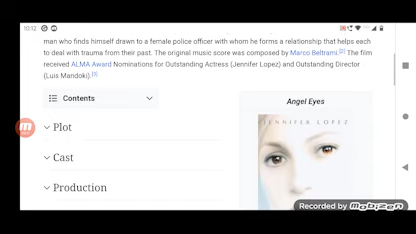 10:12
man who finds himself drawn to a female police officer with whom he forms a relationship that helps each
to deal with trauma from their past. The original music score was composed by Marco Beltrami.[2] The film
received ALMA Award Nominations for Outstanding Actress (Jennifer Lopez) and Outstanding Director
(Luis Mandoki).[3]
Contents
Angel Eyes
Plot
JENNIFER LOPEZ
Cast
Production
Recorded by Mobizen